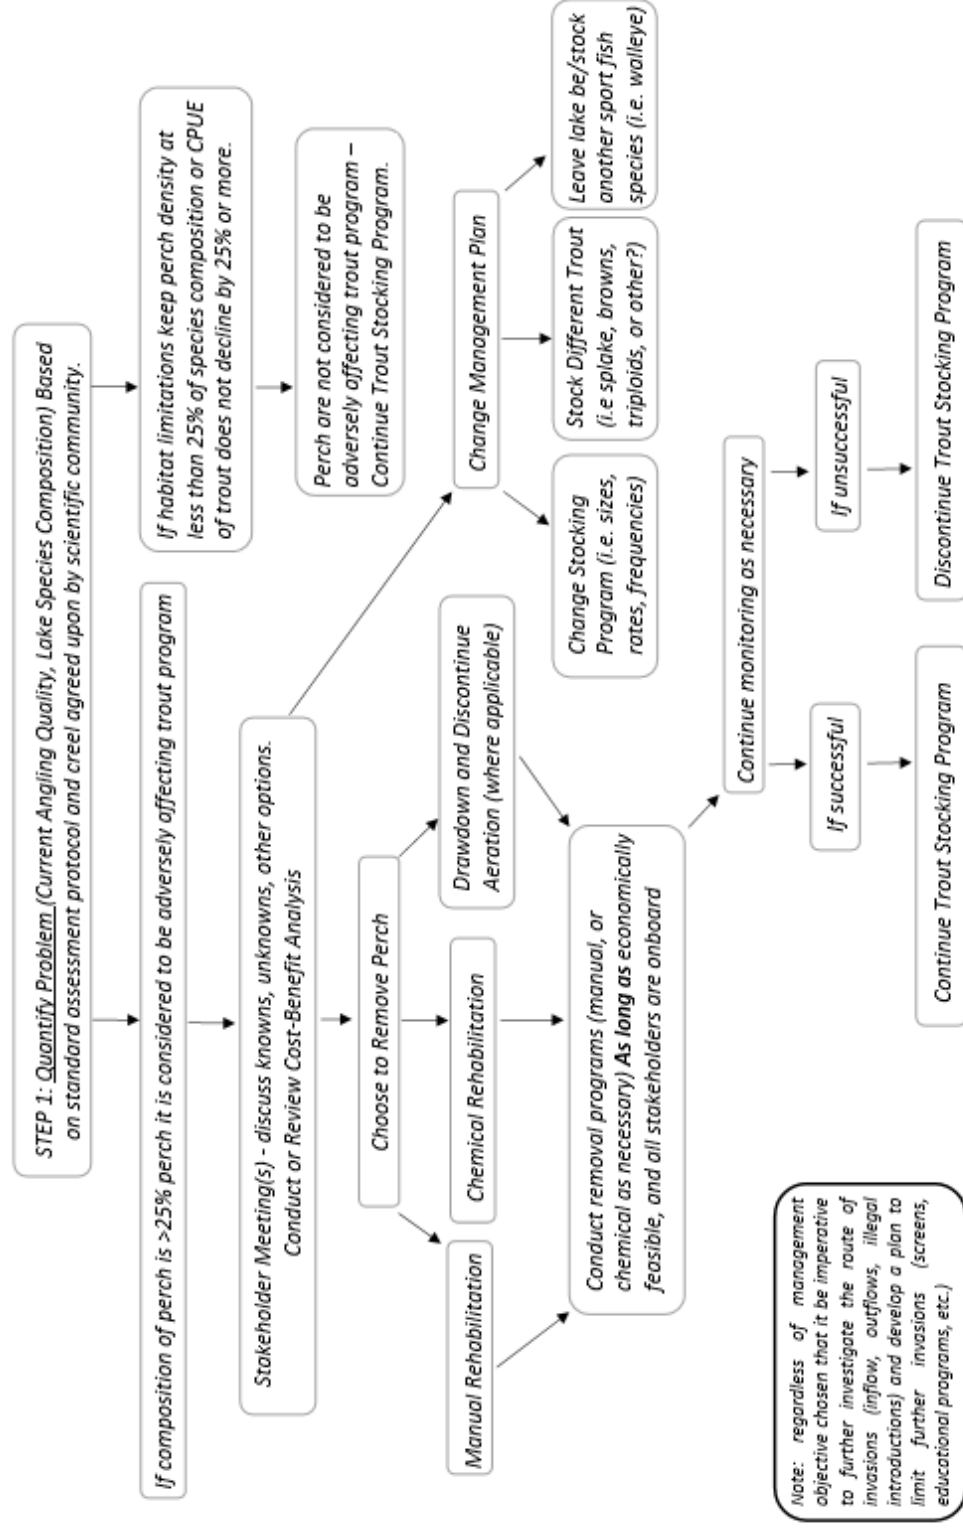 STEP 1: Quantify Problem (Current Angling Quality, Lake Species Composition) Based
on standard assessment protocol and creel agreed upon by scientific community.
If composition of perch is >25% perch it is considered to be adversely affecting trout program
If habitat limitations keep perch density at
less than 25% of species composition or CPUE
of trout does not decline by 25% or more.
Stakeholder Meeting(s) - discuss knowns, unknowns, other options.
Conduct or Review Cost-Benefit Analysis
Perch are not considered to be
adversely affecting trout program –
Continue Trout Stocking Program.
Choose to Remove Perch
Change Management Plan
Manual Rehabilitation
Chemical Rehabilitation
Drawdown and Discontinue
Aeration (where applicable)
Change Stocking
Program (i.e. sizes,
rates, frequencies)
Stock Different Trout
(i.e splake, browns,
triploids, or other?)
Leave lake be/stock
another sport fish
species (i.e. walleye)
Conduct removal programs (manual, or
chemical as necessary) As long as economically
feasible, and all stakeholders are onboard
Continue monitoring as necessary
If successful
If unsuccessful
Continue Trout Stocking Program
Discontinue Trout Stocking Program
Note: regardless of management
objective chosen that it be imperative
to further investigate the route of
invasions (inflow, outflows, illegal
introductions) and develop a plan to
limit further invasions (screens,
educational programs, etc.)